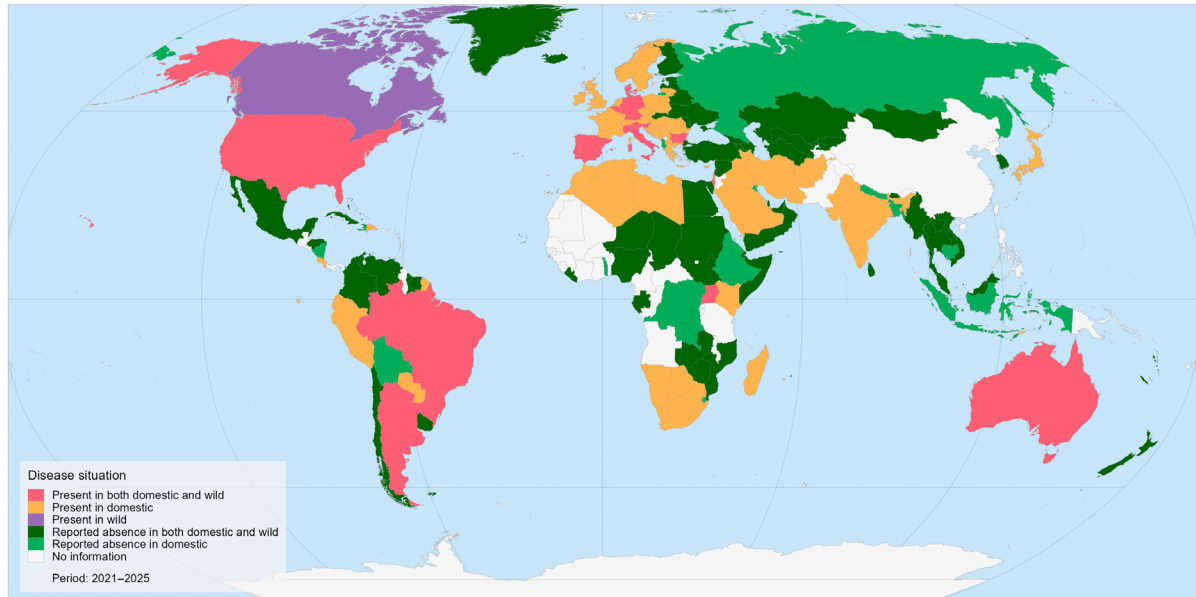 Disease situation
Present in both domestic and wild
Present in domestic
Present in wild
Reported absence in both domestic and wild
Reported absence in domestic
No information
Period: 2021–2025